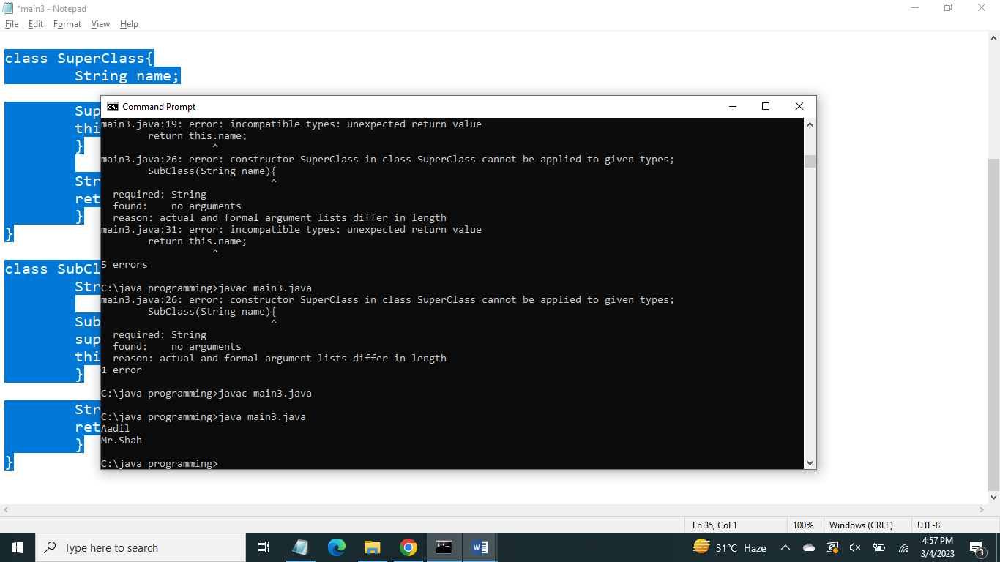 *main3 - Notepad
File Edit Format View Help
class SuperClass{
String name;
Sup
thi
}
Str
ret
}
}
class SubCl
Str
Sub
sup
thi
}
Str
ret
}
}
Command Prompt
main3.java:19: error: incompatible types: unexpected return value
return this.name;
^
main3.java:26: error: constructor SuperClass in class SuperClass cannot be applied to given types;
SubClass(String name){
^
required: String
found: no arguments
reason: actual and formal argument lists differ in length
main3.java:31: error: incompatible types: unexpected return value
return this.name;
^
5 errors
C:\java programming>javac main3.java
main3.java:26: error: constructor SuperClass in class SuperClass cannot be applied to given types;
SubClass(String name){
^
required: String
found: no arguments
reason: actual and formal argument lists differ in length
1 error
C:\java programming>javac main3.java
C:\java programming>java main3.java
Aadil
Mr.Shah
C:\java programming>
Ln 35, Col 1 100% Windows (CRLF) UTF-8
Type here to search
31°C Haze
4:57 PM
3/4/2023
3